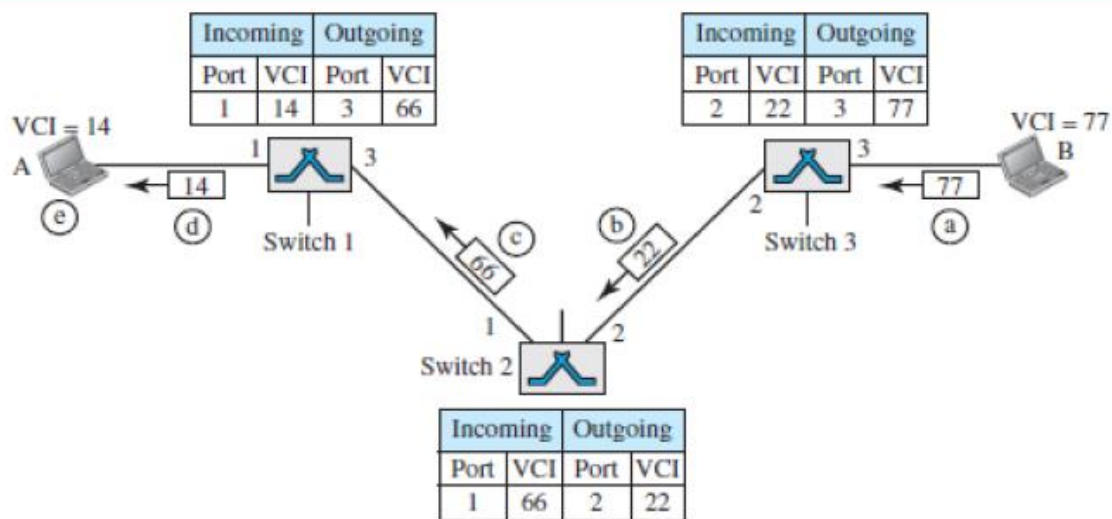 Incoming Outgoing
Port VCI Port VCI
1 14 3 66
Incoming Outgoing
Port VCI Port VCI
2 22 3 77
VCI = 14
A
e
14
d
1
3
Switch 1
c
66
b
22
VCI = 77
B
3
77
a
2
Switch 3
1
2
Switch 2
Incoming Outgoing
Port VCI Port VCI
1 66 2 22